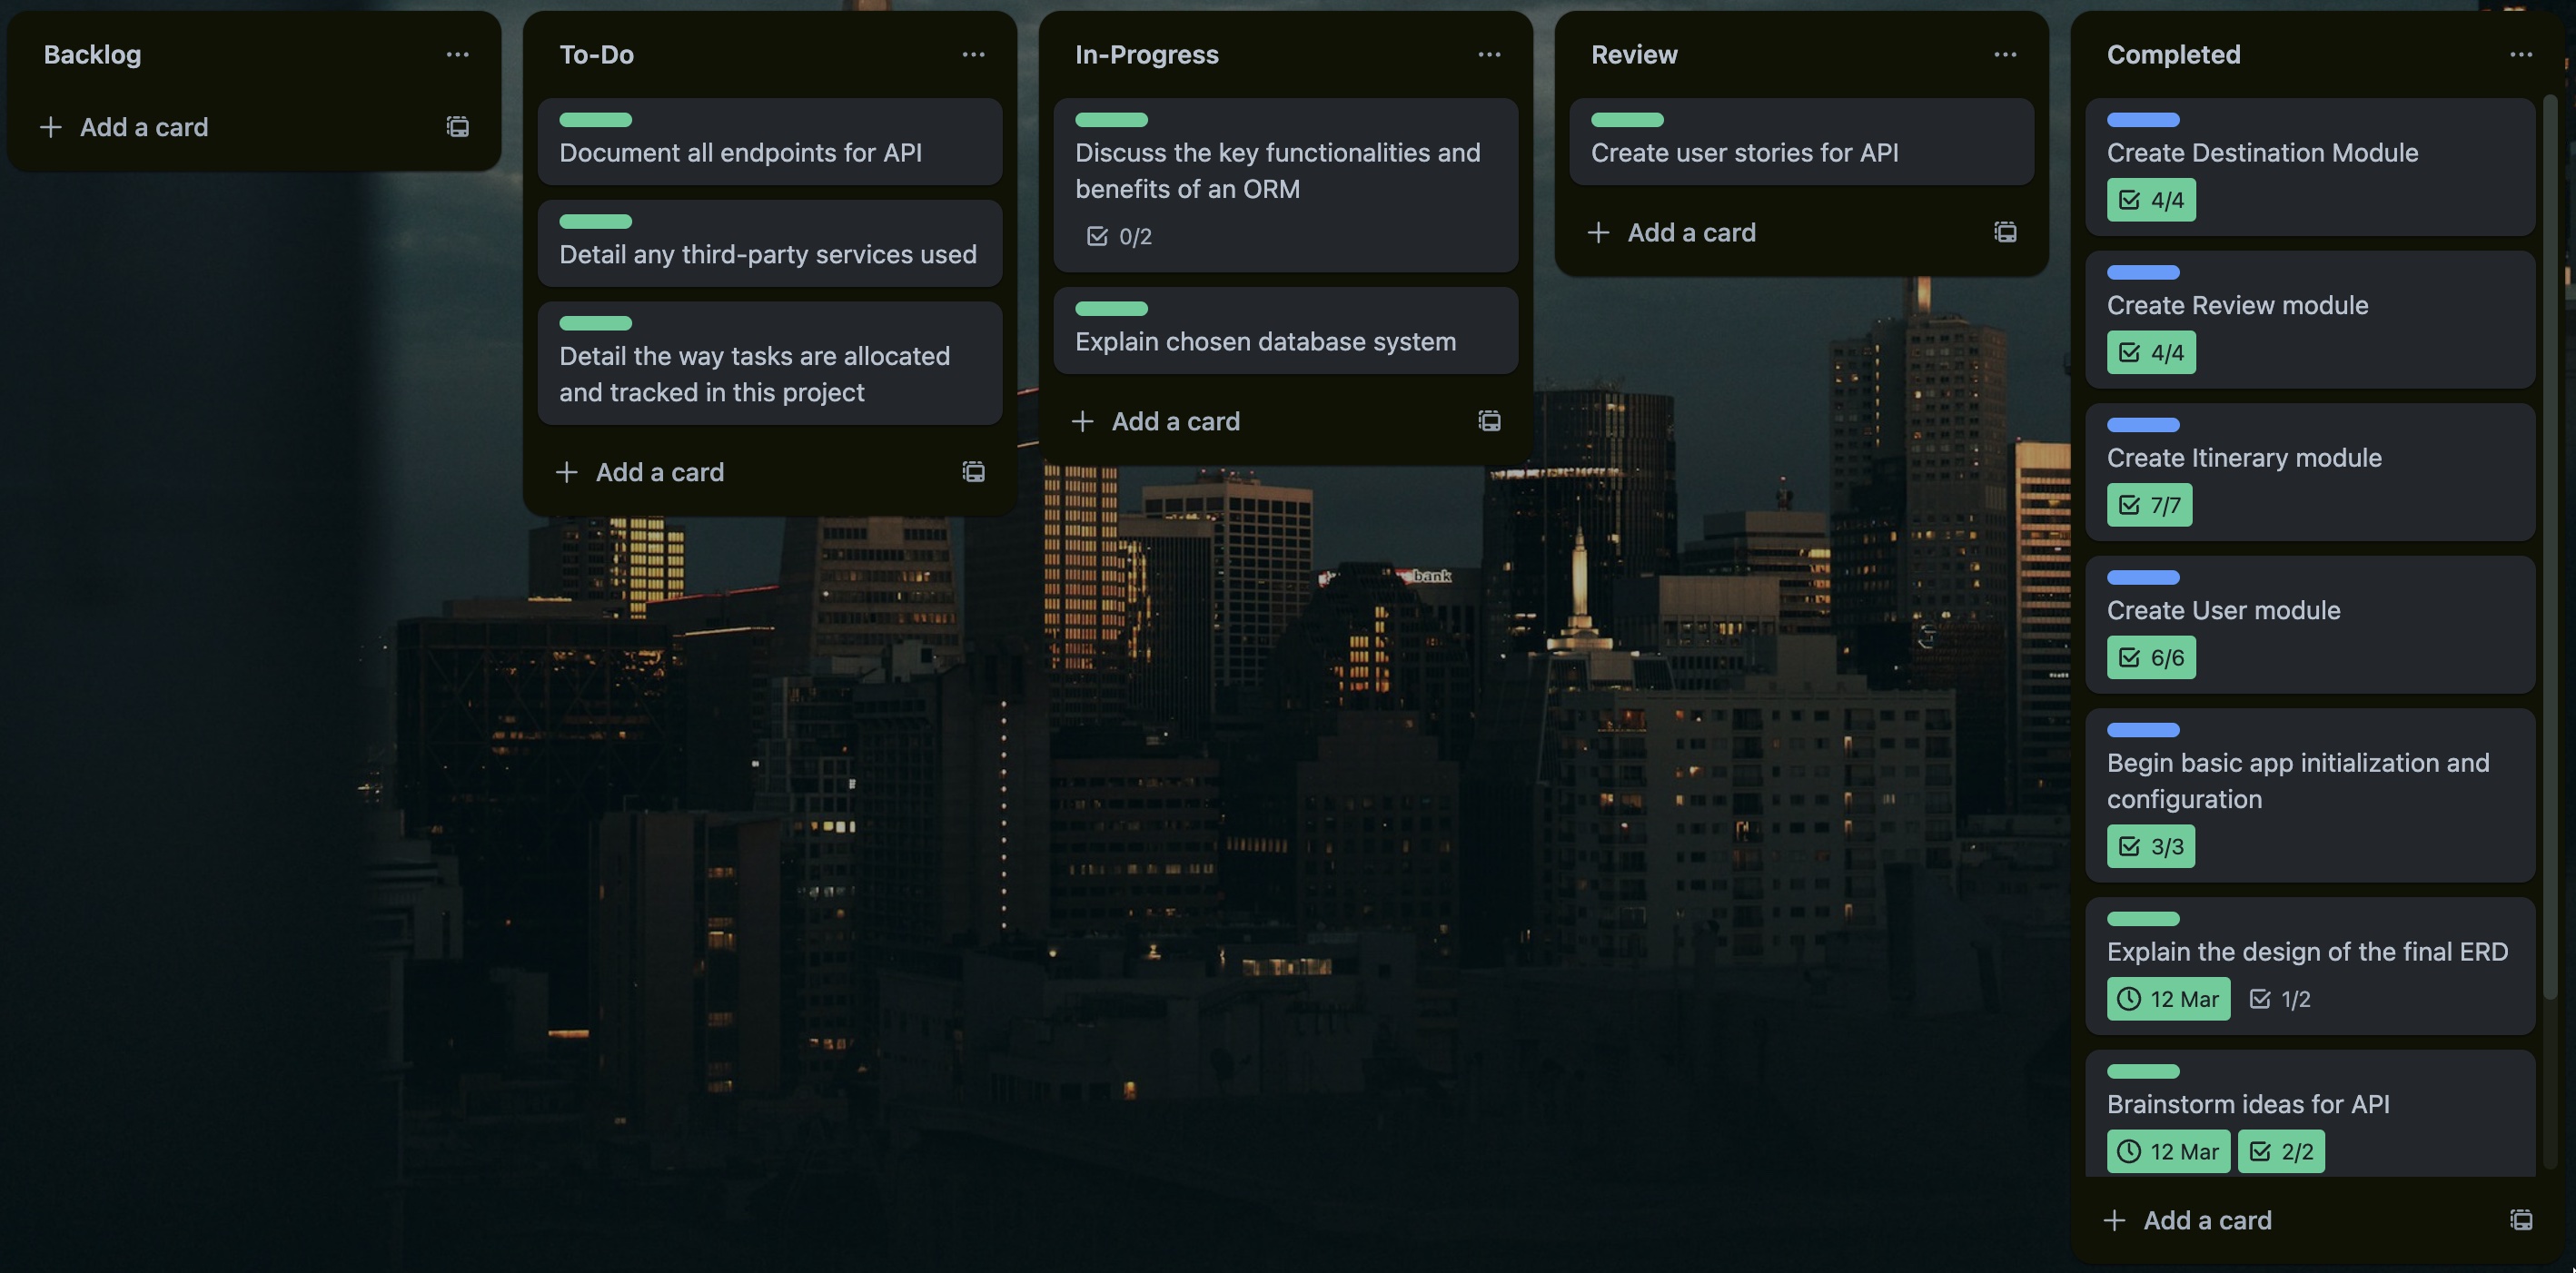 Backlog
Add a card
To-Do
Document all endpoints for API
Detail any third-party services used
Detail the way tasks are allocated
and tracked in this project
Add a card
In-Progress
Discuss the key functionalities and
benefits of an ORM
0/2
Explain chosen database system
Add a card
Review
Create user stories for API
Add a card
Completed
Create Destination Module
4/4
Create Review module
4/4
Create Itinerary module
7/7
Create User module
6/6
Begin basic app initialization and
configuration
3/3
Explain the design of the final ERD
12 Mar 1/2
Brainstorm ideas for API
12 Mar 2/2
Add a card
bank